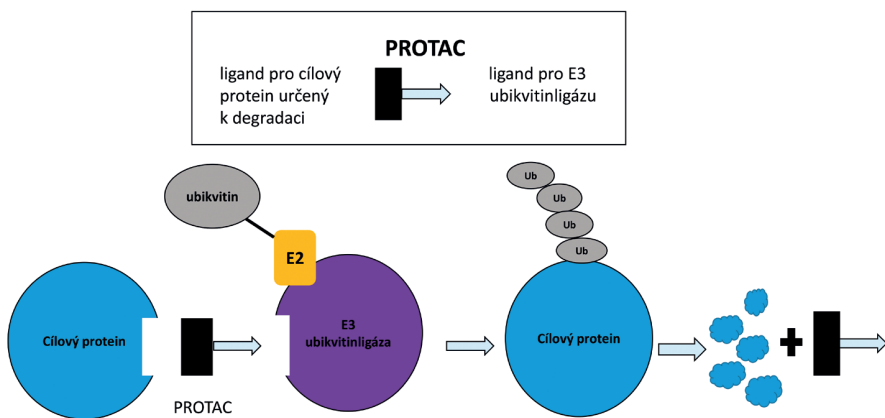 PROTAC
ligand pro cílový
protein určený
k degradaci
ligand pro E3
ubikvitinligázu
ubikvitin
E2
Cílový protein
PROTAC
E3
ubikvitinligáza
Ub
Ub
Ub
Ub
Cílový protein